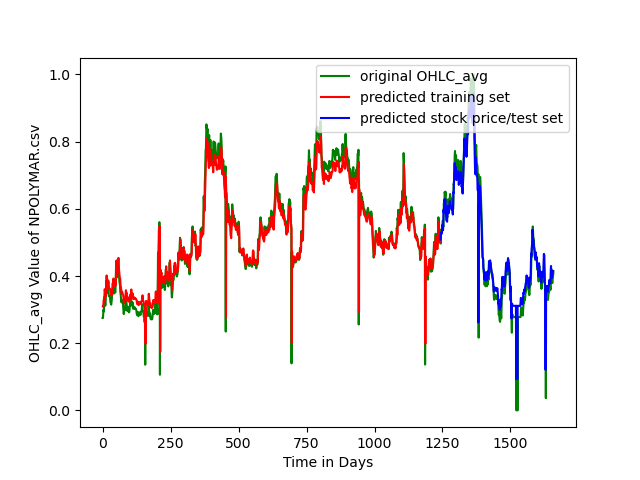 original OHLC_avg
predicted training set
predicted stock price/test set
OHLC_avg Value of NPOLYMAR.csv
1.0
0.8
0.6
0.4
0.2
0.0
0 250 500 750 1000 1250 1500
Time in Days